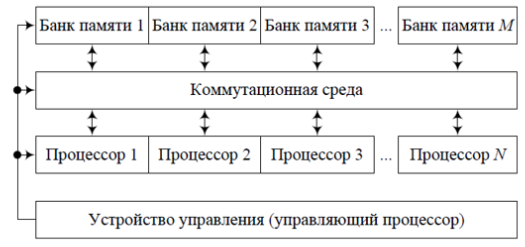 Банк памяти 1 Банк памяти 2 Банк памяти 3 ... Банк памяти M
Коммутационная среда
Процессор 1 Процессор 2 Процессор 3 ... Процессор N
Устройство управления (управляющий процессор)